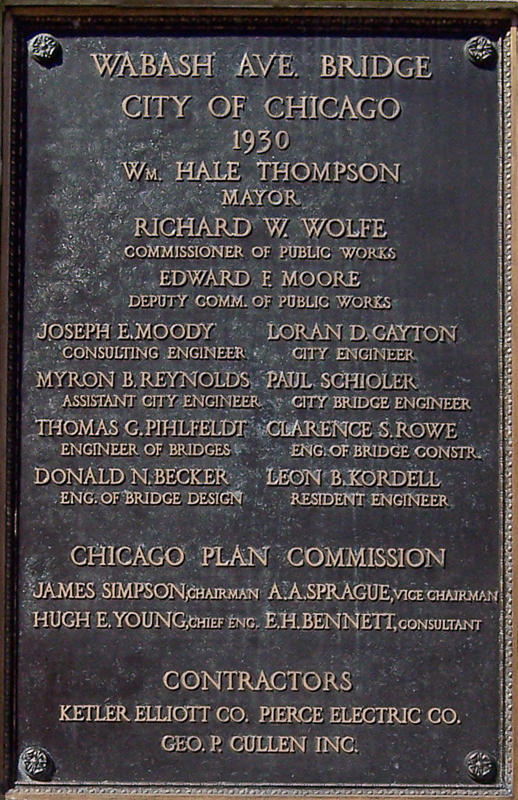 WABASH AVE. BRIDGE
CITY OF CHICAGO
1930
WM. HALE THOMPSON
MAYOR
RICHARD W. WOLFE
COMMISSIONER OF PUBLIC WORKS
EDWARD F. MOORE
DEPUTY COMM. OF PUBLIC WORKS
JOSEPH E. MOODY LORAN D. GAYTON
CONSULTING ENGINEER CITY ENGINEER
MYRON B. REYNOLDS PAUL SCHIOLER
ASSISTANT CITY ENGINEER CITY BRIDGE ENGINEER
THOMAS G. PIHLFELDT CLARENCE S. ROWE
ENGINEER OF BRIDGES ENG. OF BRIDGE CONSTR.
DONALD N. BECKER LEON B. KORDELL
ENG. OF BRIDGE DESIGN RESIDENT ENGINEER
CHICAGO PLAN COMMISSION
JAMES SIMPSON, CHAIRMAN A.A. SPRAGUE, VICE CHAIRMAN
HUGH E. YOUNG, CHIEF ENG. E.H. BENNETT, CONSULTANT
CONTRACTORS
KETLER ELLIOTT CO. PIERCE ELECTRIC CO.
GEO. P. CULLEN INC.